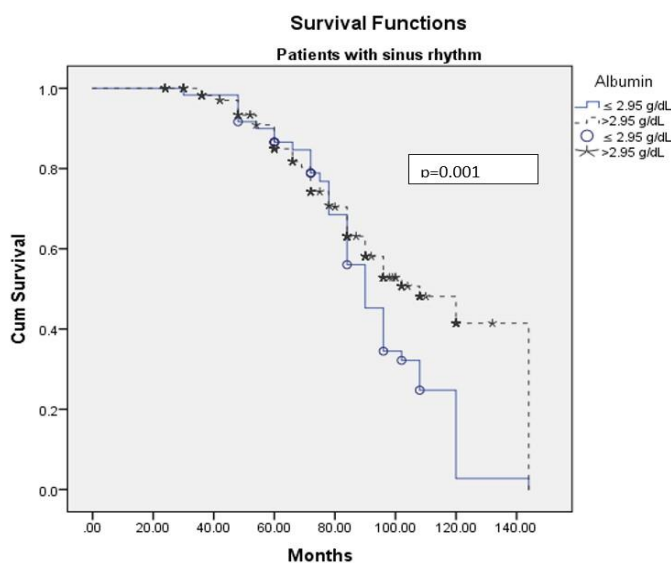 Survival Functions
Patients with sinus rhythm
Albumin
≤ 2.95 g/dL
>2.95 g/dL
≤ 2.95 g/dL
>2.95 g/dL
p=0.001
Cum Survival
1.0
0.8
0.6
0.4
0.2
0.0
.00 20.00 40.00 60.00 80.00 100.00 120.00 140.00
Months